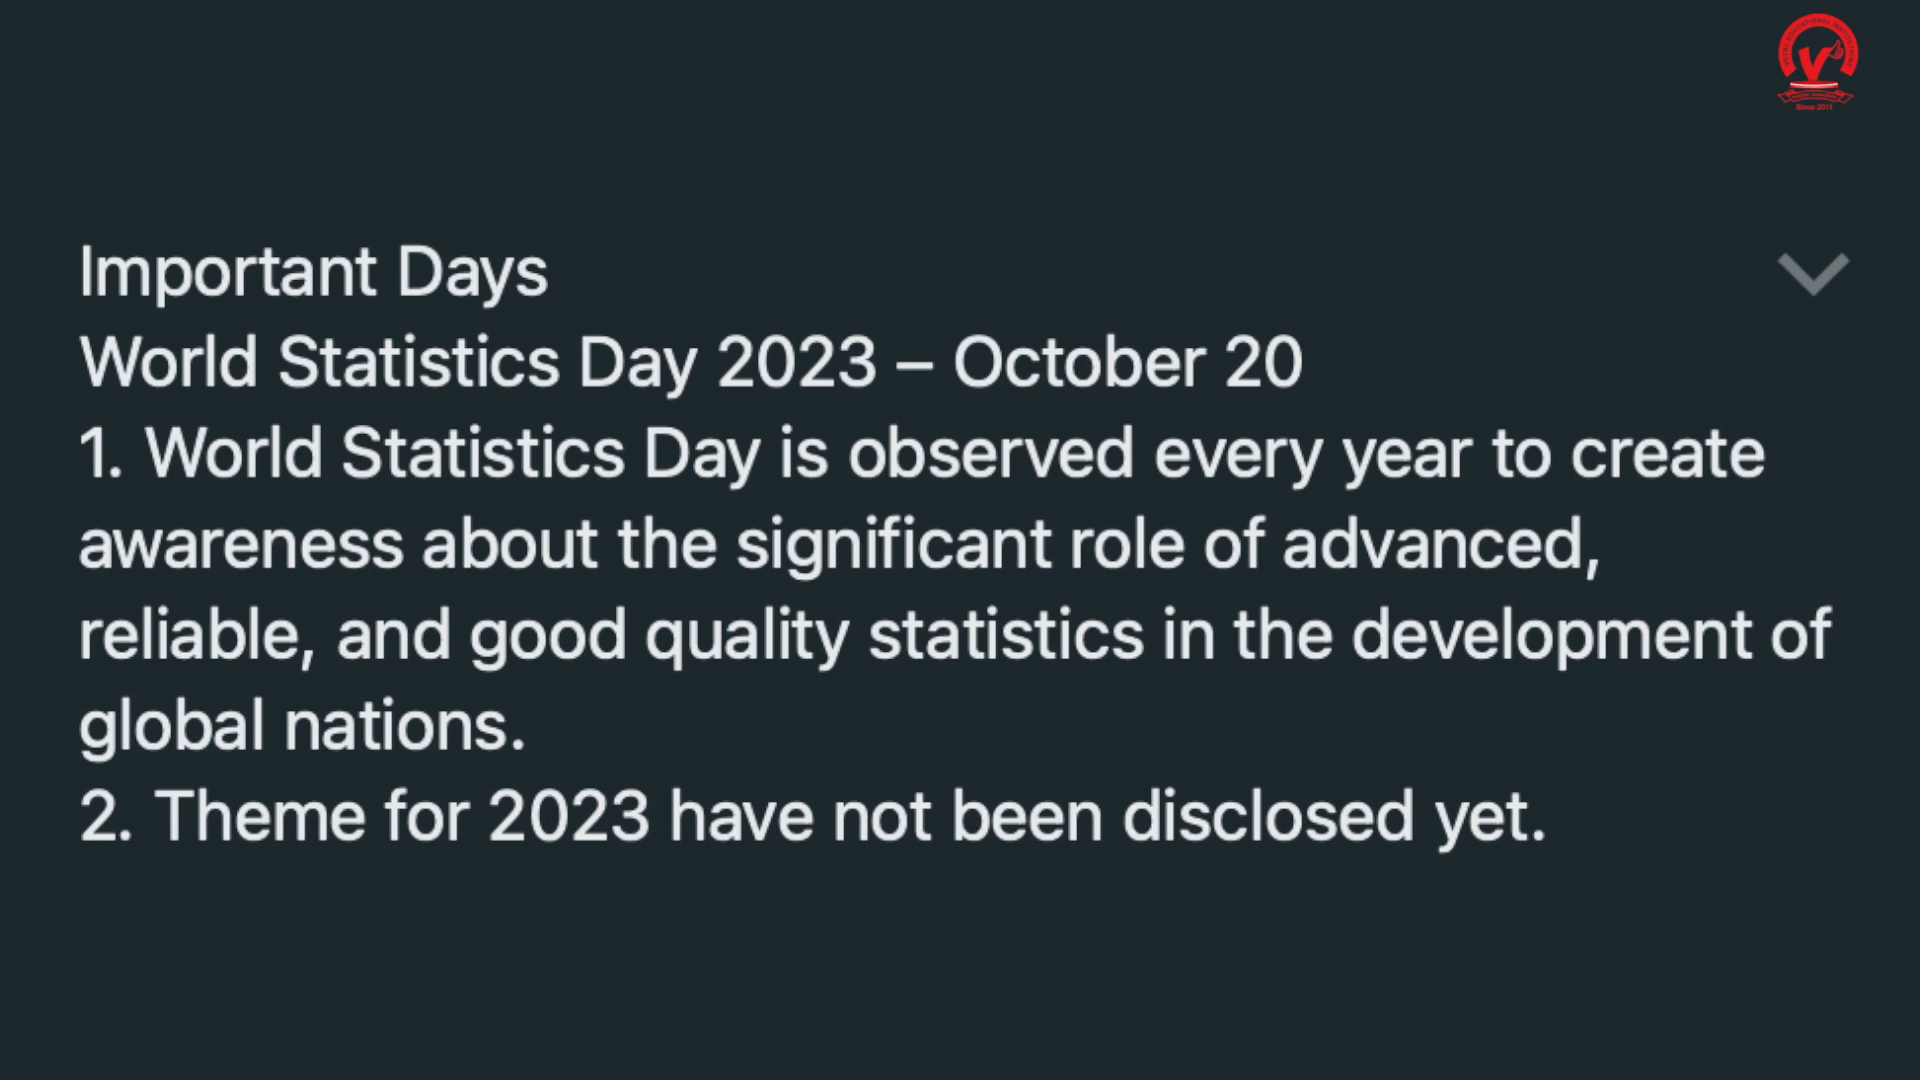 Since 2011
Important Days
World Statistics Day 2023 – October 20
1. World Statistics Day is observed every year to create
awareness about the significant role of advanced,
reliable, and good quality statistics in the development of
global nations.
2. Theme for 2023 have not been disclosed yet.